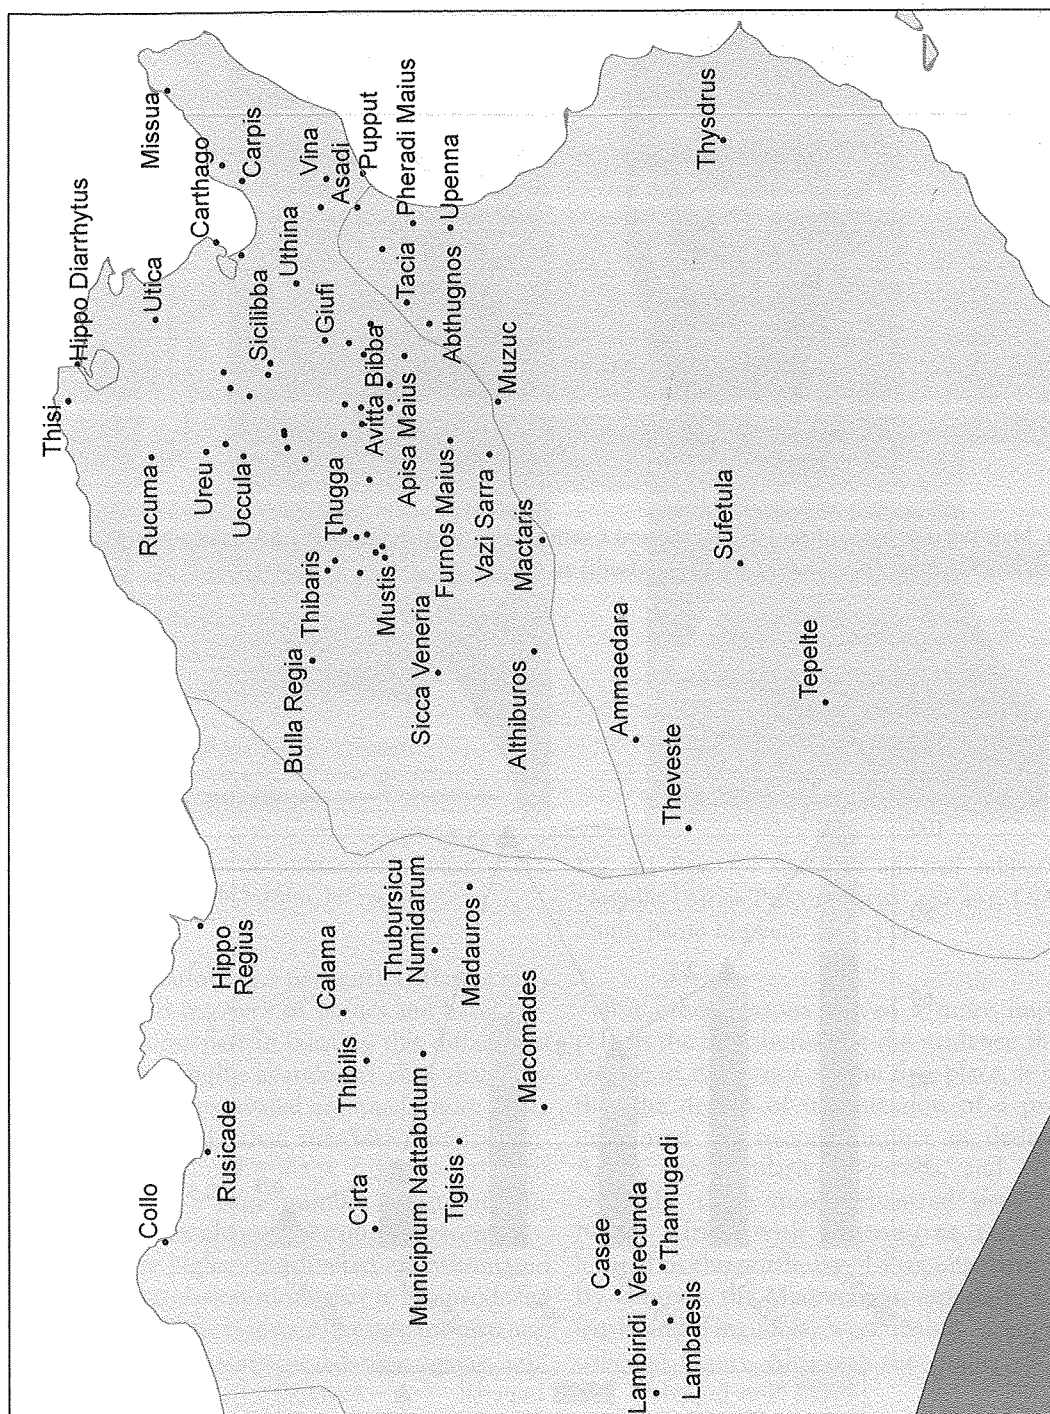 Missua
Carthago
Carpis
Hippo Diarrhytus
Utica
Thisi
Sicilibba
Uthina
Vina
Asadi
Pupput
Pheradi Maius
Upenna
Thysdrus
Giufi
Tacia
Abthugnos
Rucuma
Ureu
Uccula
Thugga
Avitta Bibba
Apisa Maius
Muzuc
Bulla Regia
Thibaris
Mustis
Furnos Maius
Vazi Sarra
Mactaris
Sufetula
Sicca Veneria
Althiburos
Ammaedara
Theveste
Tepelte
Hippo
Regius
Calama
Thubursicu
Numidarum
Madauros
Collo
Rusicade
Thibilis
Cirta
Municipium Nattabutum
Tigisis
Macomades
Casae
Lambiridi
Verecunda
Thamugadi
Lambaesis